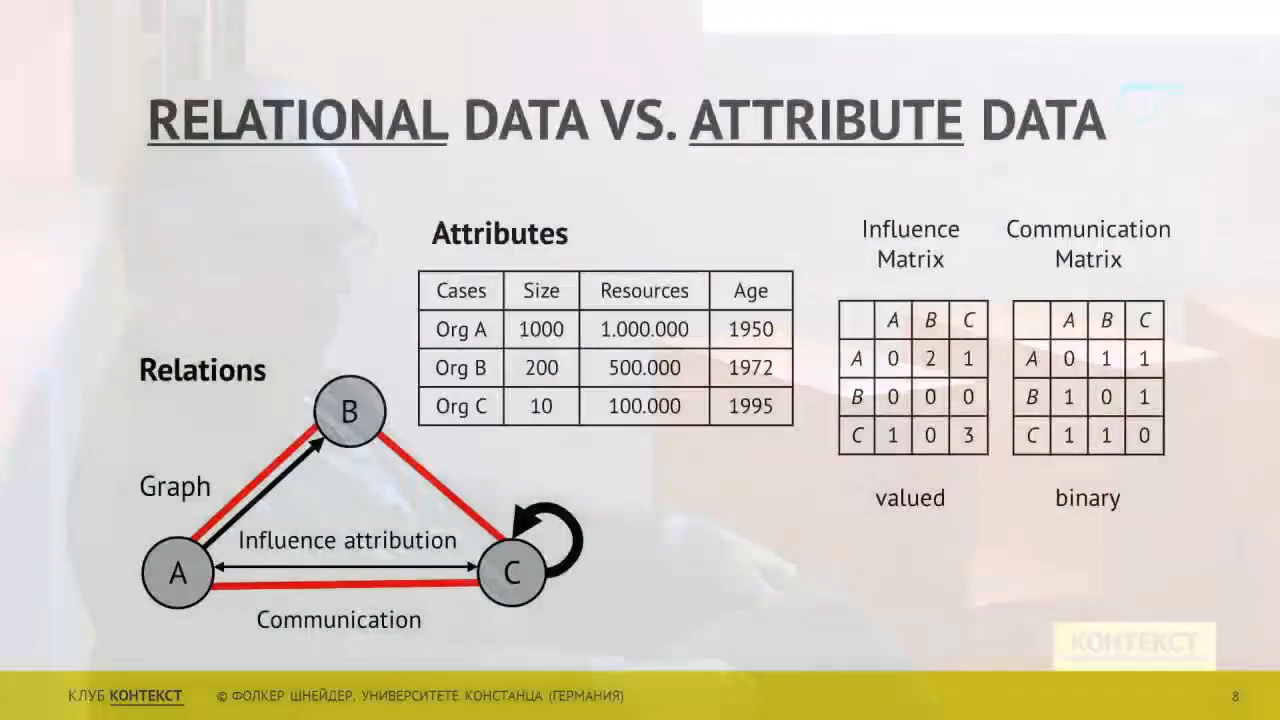 RELATIONAL DATA VS. ATTRIBUTE DATA
Attributes
Cases Size Resources Age
Org A 1000 1.000.000 1950
Org B 200 500.000 1972
Org C 10 100.000 1995
Influence
Matrix
A B C
A 0 2 1
B 0 0 0
C 1 0 3
valued
Communication
Matrix
A B C
A 0 1 1
B 1 0 1
C 1 1 0
binary
Relations
B
Graph
Influence attribution
A
C
Communication
КОНТЕКСТ
КЛУБ КОНТЕКСТ © ФОЛКЕР ШНЕЙДЕР, УНИВЕРСИТЕТЕ КОНСТАНЦА (ГЕРМАНИЯ) 8